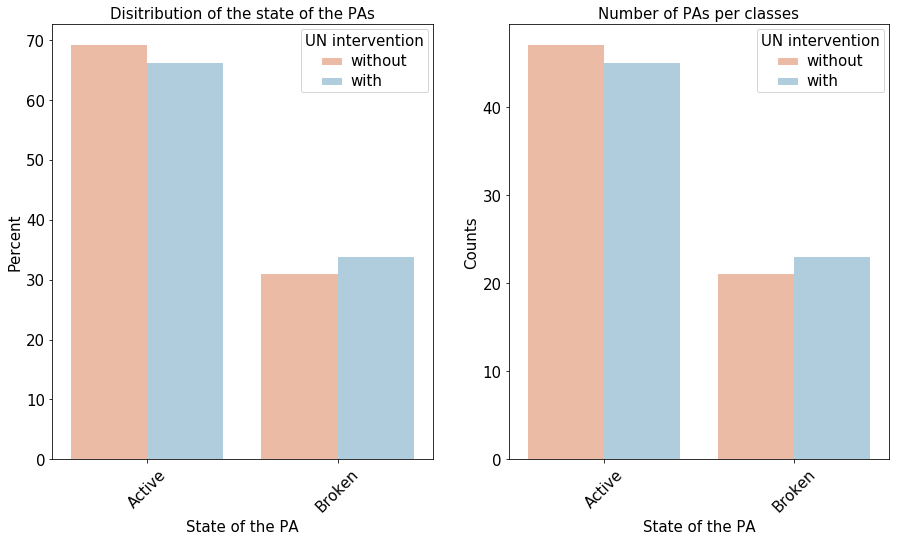 Disitribution of the state of the PAs
UN intervention
without
with
70
60
50
40
30
20
10
0
Percent
Active
Broken
State of the PA
Number of PAs per classes
UN intervention
without
with
40
30
20
10
0
Counts
Active
Broken
State of the PA